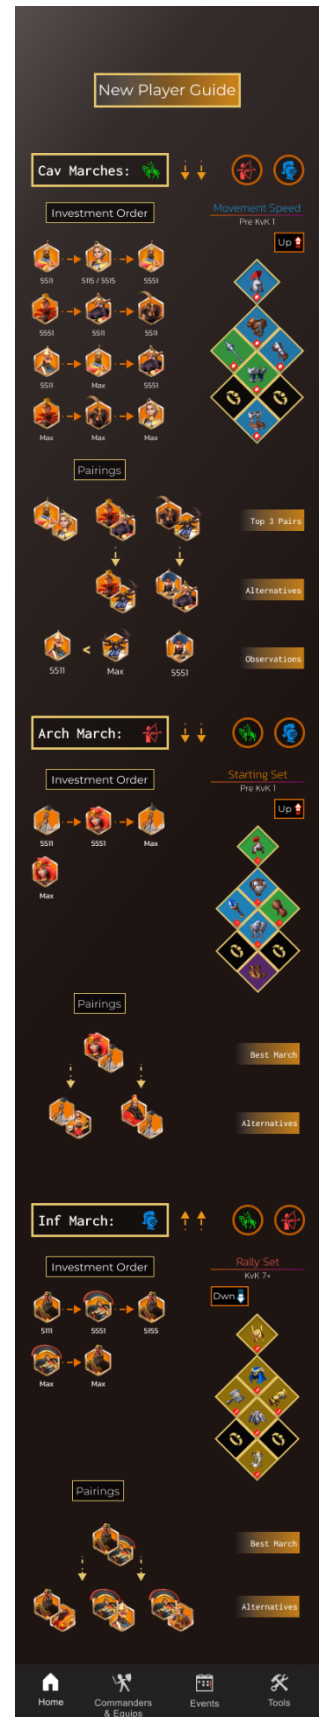 New Player Guide
Cav Marches:
Investment Order
Movement Speed
Pre KvK 1
Up
5511
5115 / 5515
5551
5551
5511
5511
5511
Max
5551
Max
Max
Max
Pairings
Top 3 Pairs
Alternatives
<
5511
Max
5551
Observations
Arch March:
Investment Order
Starting Set
Pre KvK 1
Up
5511
5551
Max
Max
Pairings
Best March
Alternatives
Inf March:
Investment Order
Rally Set
KvK 7+
Dwn
5111
5551
5155
Max
Max
Pairings
Best March
Alternatives
Home
Commanders
& Equips
Events
Tools